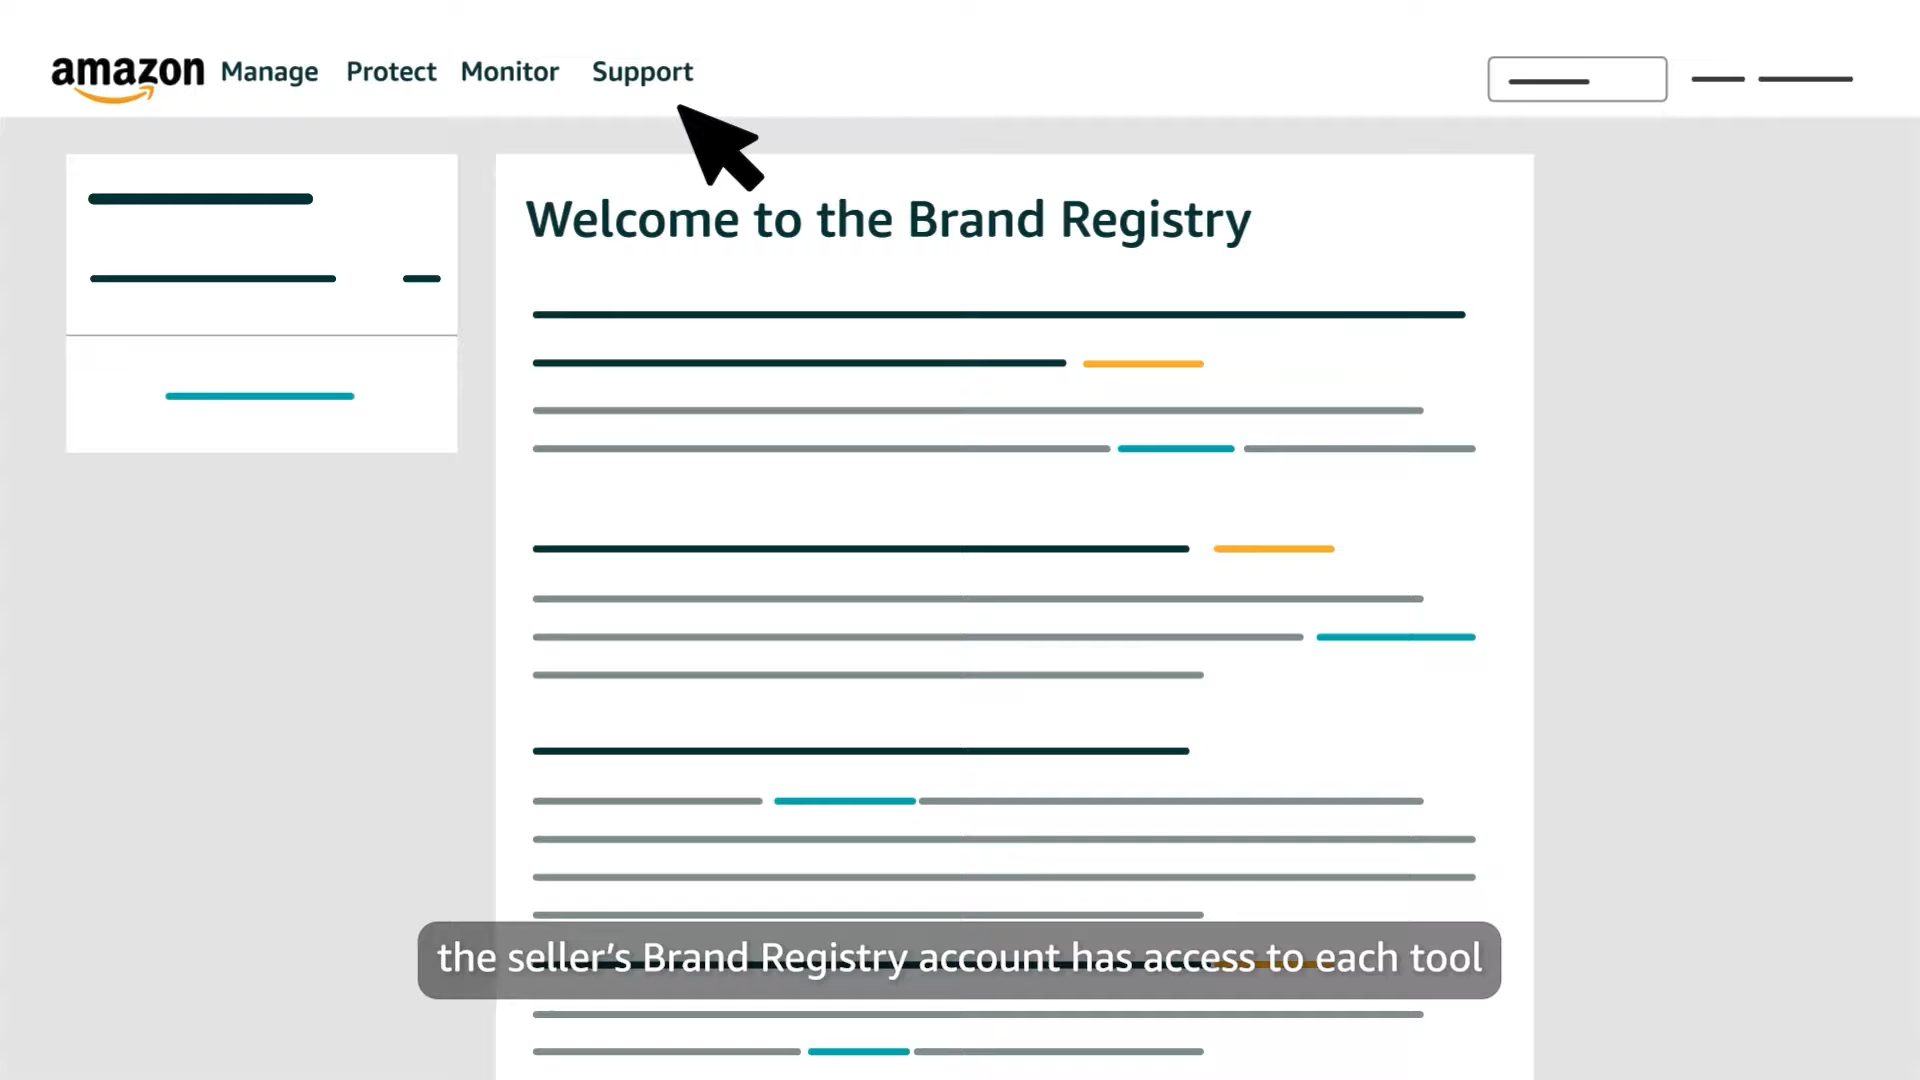 amazon Manage Protect Monitor Support
Welcome to the Brand Registry
the seller’s Brand Registry account has access to each tool